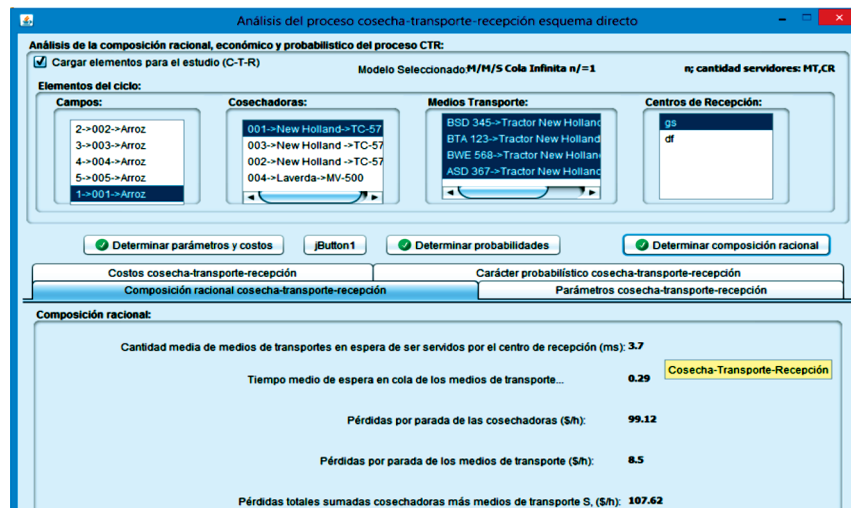 Análisis del proceso cosecha-transporte-recepción esquema directo
Análisis de la composición racional, económico y probabilistico del proceso CTR:
Cargar elementos para el estudio (C-T-R)
Modelo Seleccionado: M/M/S Cola Infinita n/=1
n; cantidad servidores: MT,CR
Elementos del ciclo:
Campos:
2->002->Arroz
3->003->Arroz
4->004->Arroz
5->005->Arroz
1->001->Arroz
Cosechadoras:
001->New Holland->TC-57
003->New Holland ->TC-57
002->New Holland->TC-57
004->Laverda->MV-500
Medios Transporte:
BSD 345->Tractor New Holland
BTA 123->Tractor New Holland
BWE 568->Tractor New Holland
ASD 367->Tractor New Holland
Centros de Recepción:
gs
df
Determinar parámetros y costos
jButton1
Determinar probabilidades
Determinar composición racional
Costos cosecha-transporte-recepción
Carácter probabilístico cosecha-transporte-recepción
Composición racional cosecha-transporte-recepción
Parámetros cosecha-transporte-recepción
Composición racional:
Cantidad media de medios de transportes en espera de ser servidos por el centro de recepción (ms): 3.7
Tiempo medio de espera en cola de los medios de transporte... 0.29
Cosecha-Transporte-Recepción
Pérdidas por parada de las cosechadoras ($/h): 99.12
Pérdidas por parada de los medios de transporte ($/h): 8.5
Pérdidas totales sumadas cosechadoras más medios de transporte S, ($/h): 107.62